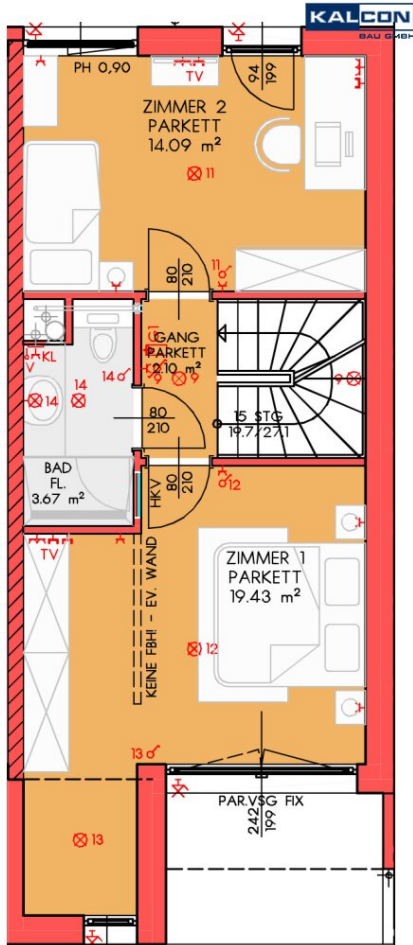 KALCON
BAU GMBH
PH 0,90
TV
94
199
ZIMMER 2
PARKETT
14.09 m²
11
11
80
210
GANG
PARKETT
2.10 m²
9
9
9
KL
V
14
14
14
80
210
15 STG
19.7/27.1
BAD
FL.
3.67 m²
HKV
80
210
12
TV
KEINE FBH! - EV. WAND
ZIMMER 1
PARKETT
19.43 m²
12
13
PAR.VSG FIX
242
199
13